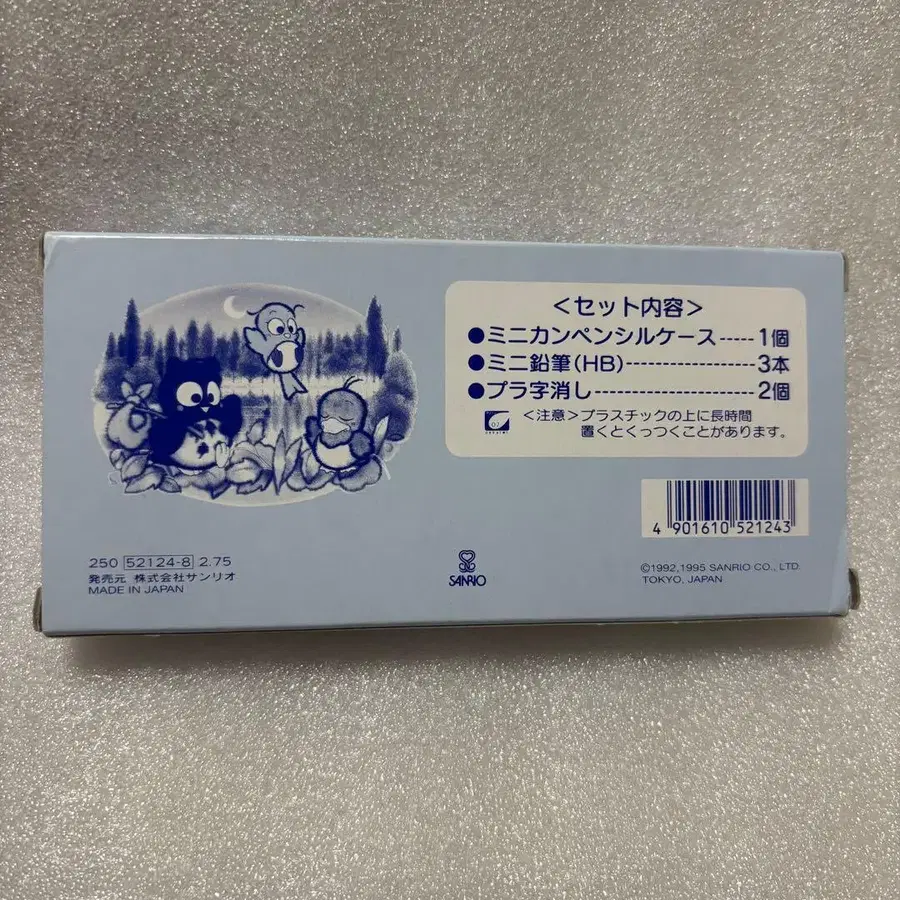 <セット内容>
●ミニカンペンシルケース-----1個
●ミニ鉛筆(HB)----------------3本
●プラ字消し--------------------2個
<注意>プラスチックの上に長時間
置くとくっつくことがあります。
4 901610 521243
250 52124-8 2.75
発売元 株式会社サンリオ
MADE IN JAPAN
SANRIO
©1992,1995 SANRIO CO., LTD.
TOKYO, JAPAN